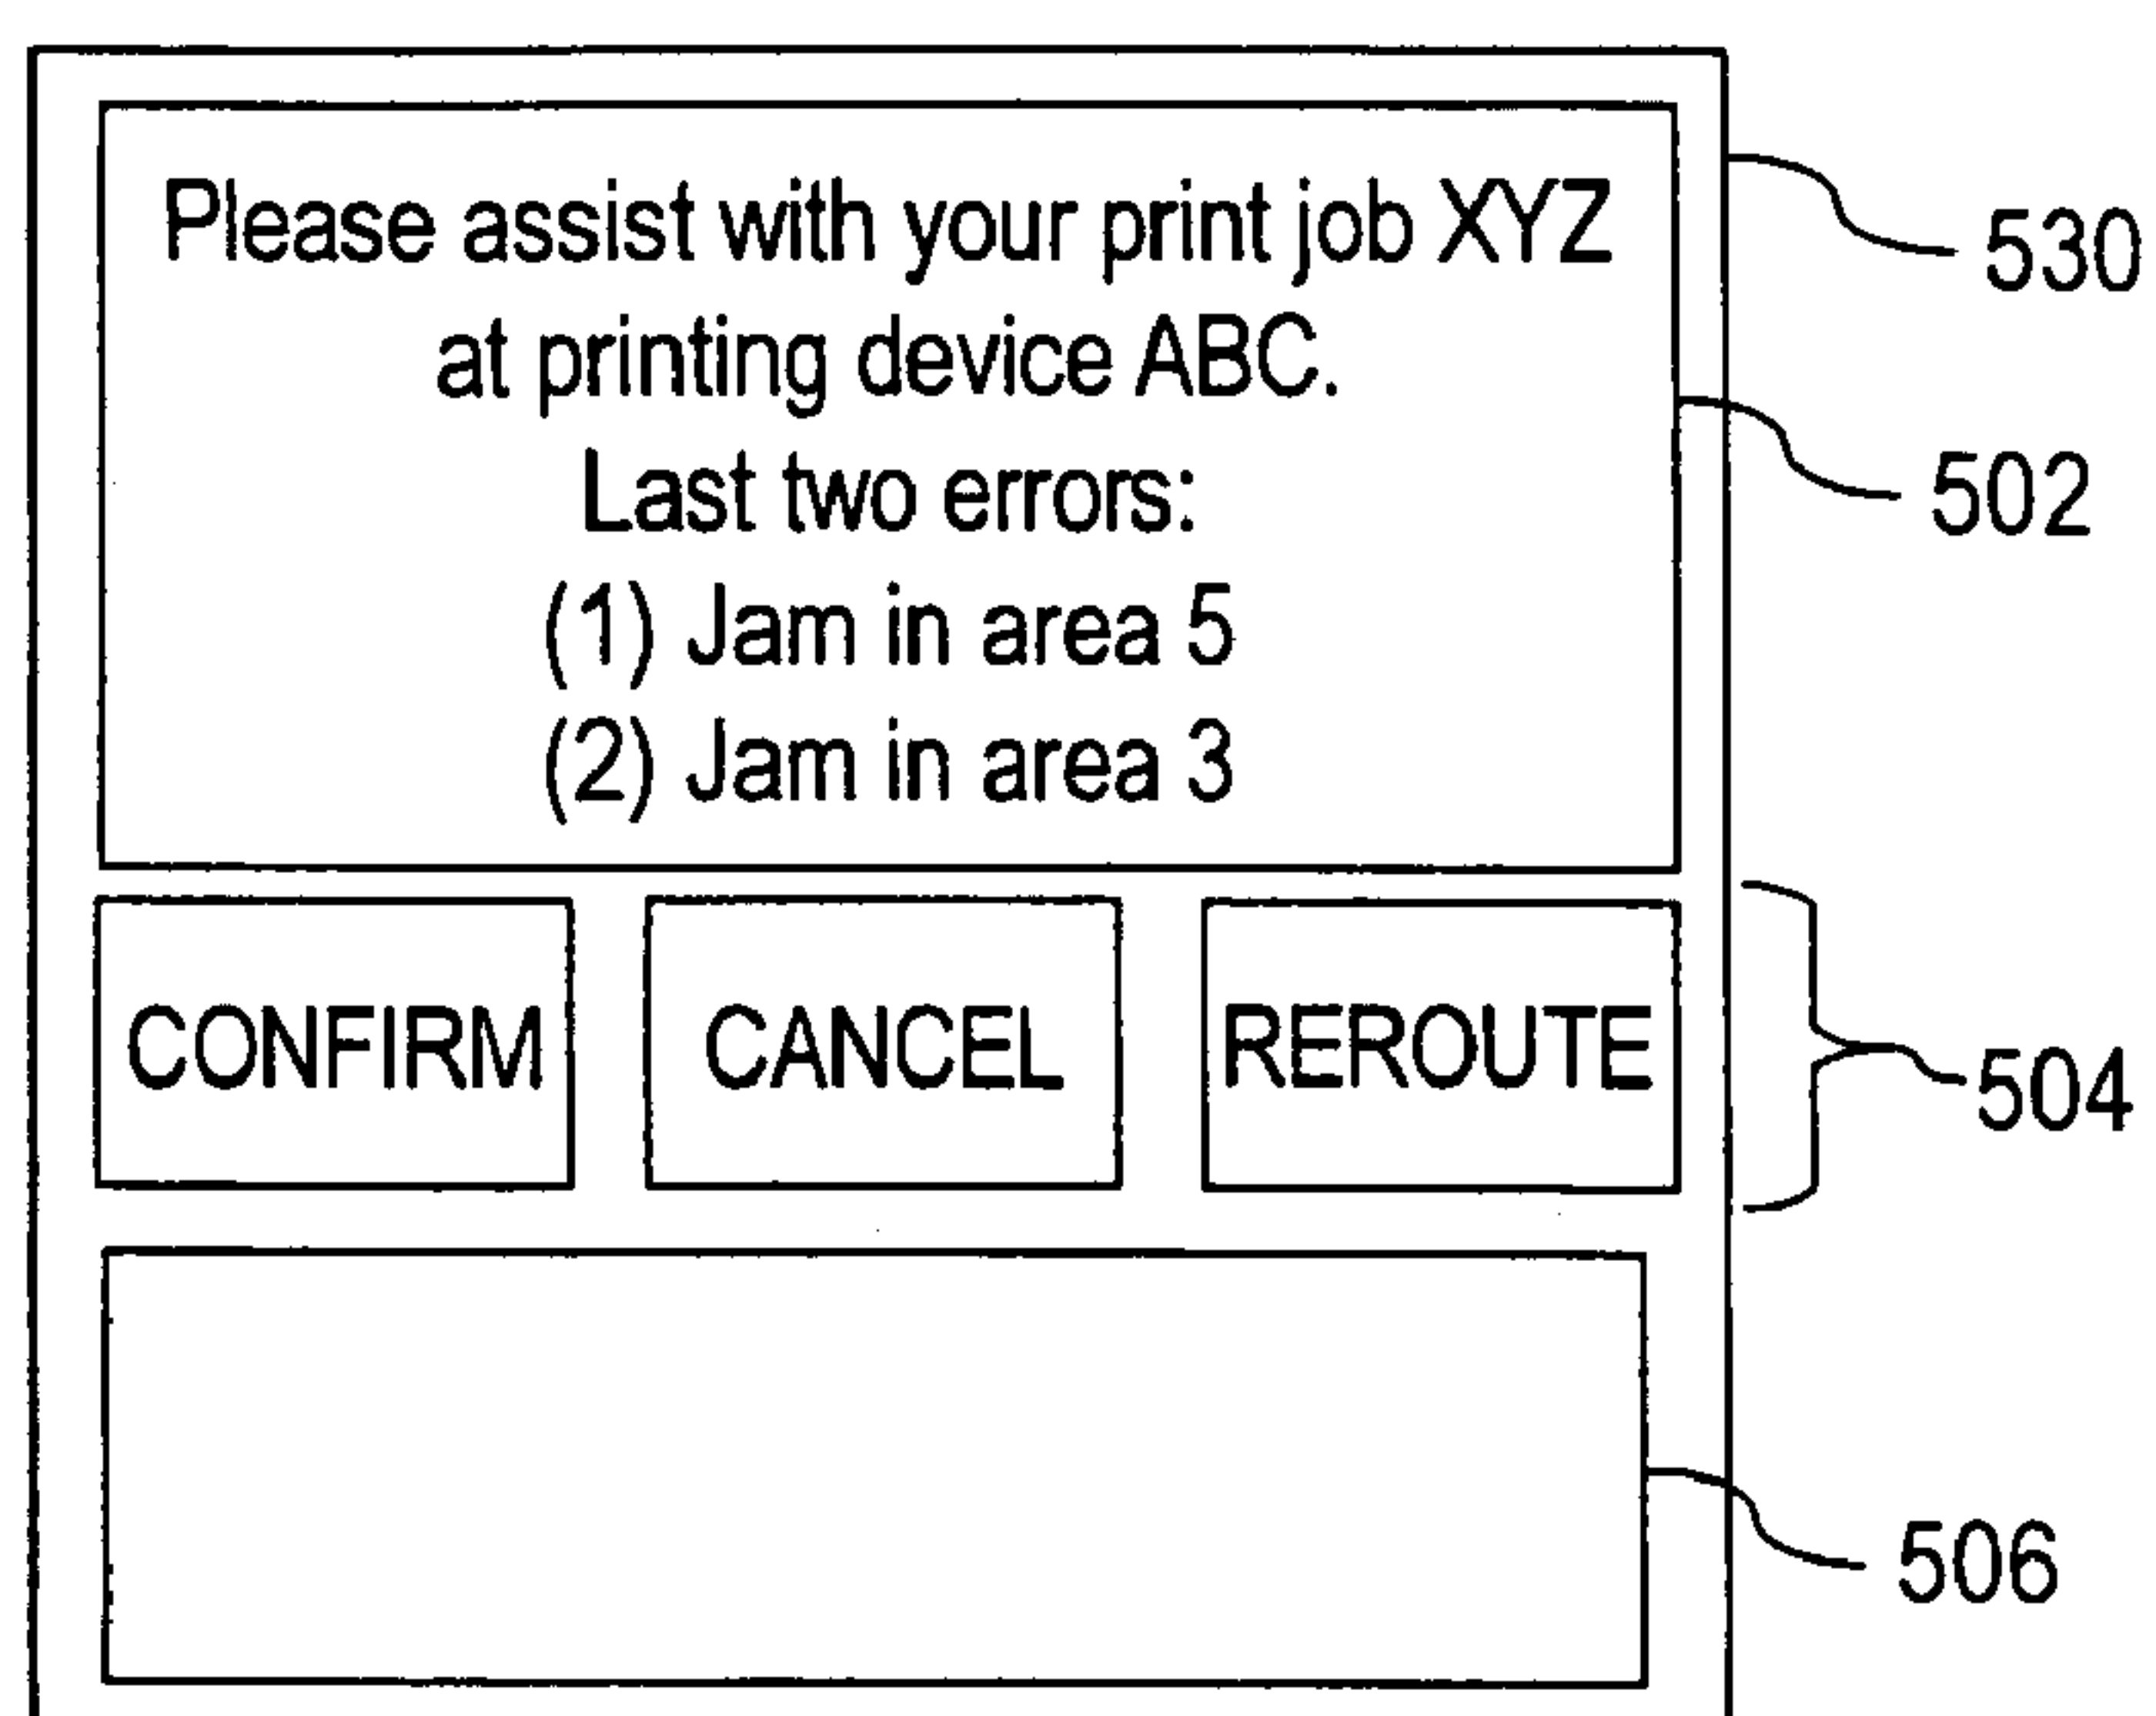 Please assist with your print job XYZ
at printing device ABC.
Last two errors:
(1) Jam in area 5
(2) Jam in area 3
530
502
CONFIRM CANCEL REROUTE
504
506